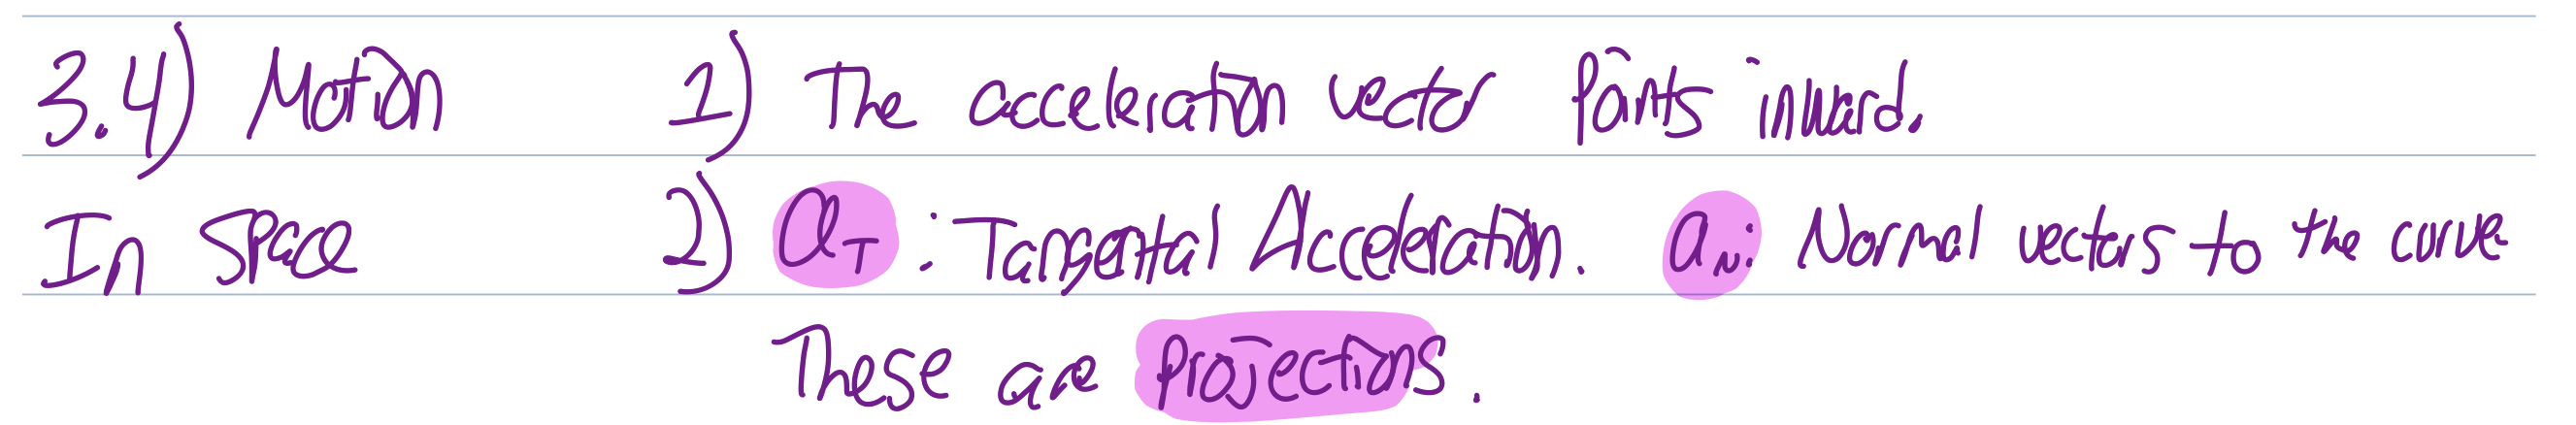 3.4) Motion 1) The acceleration vector points inward.
In Space 2) a_T : Tangental Acceleration. a_N: Normal vectors to the curve
These are projections.